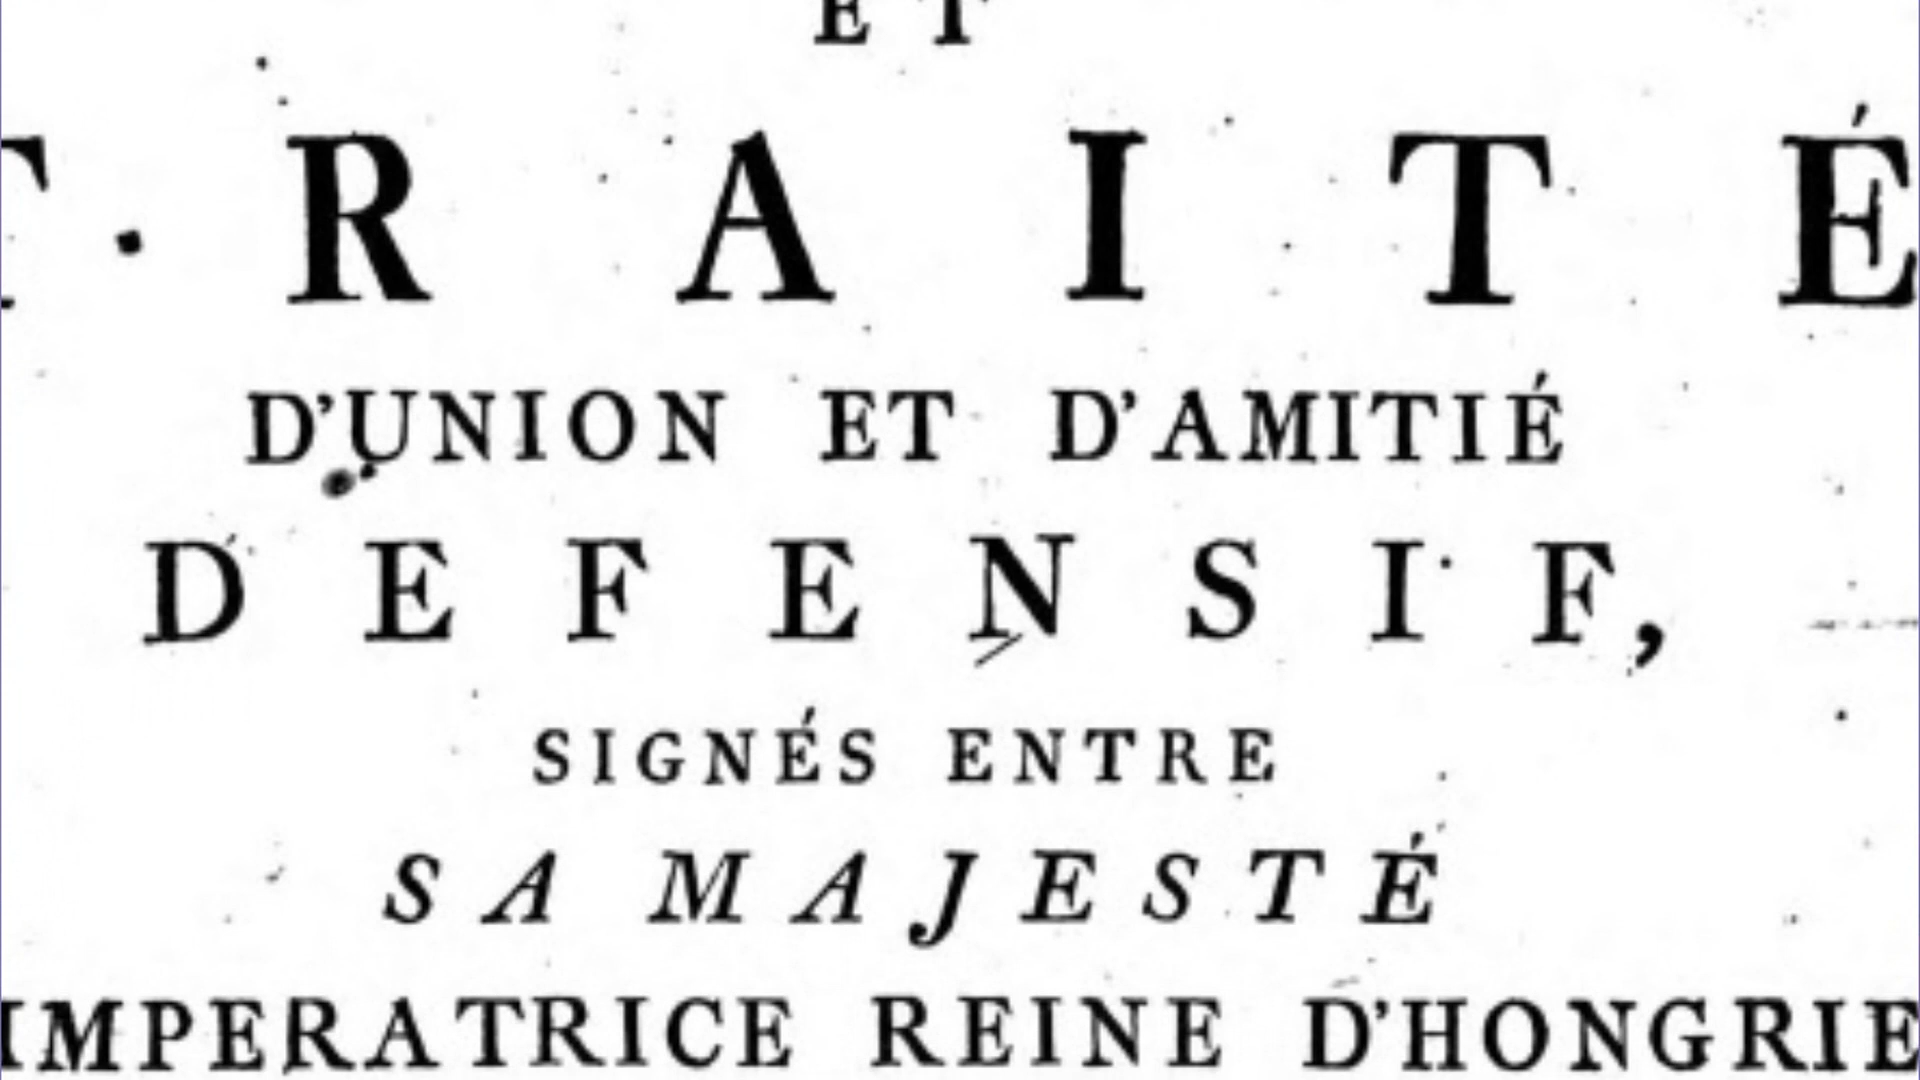 ET
TRAITÉ
D'UNION ET D'AMITIÉ
DEFENSIF,
SIGNÉS ENTRE
SA MAJESTÉ
IMPERATRICE REINE D'HONGRIE